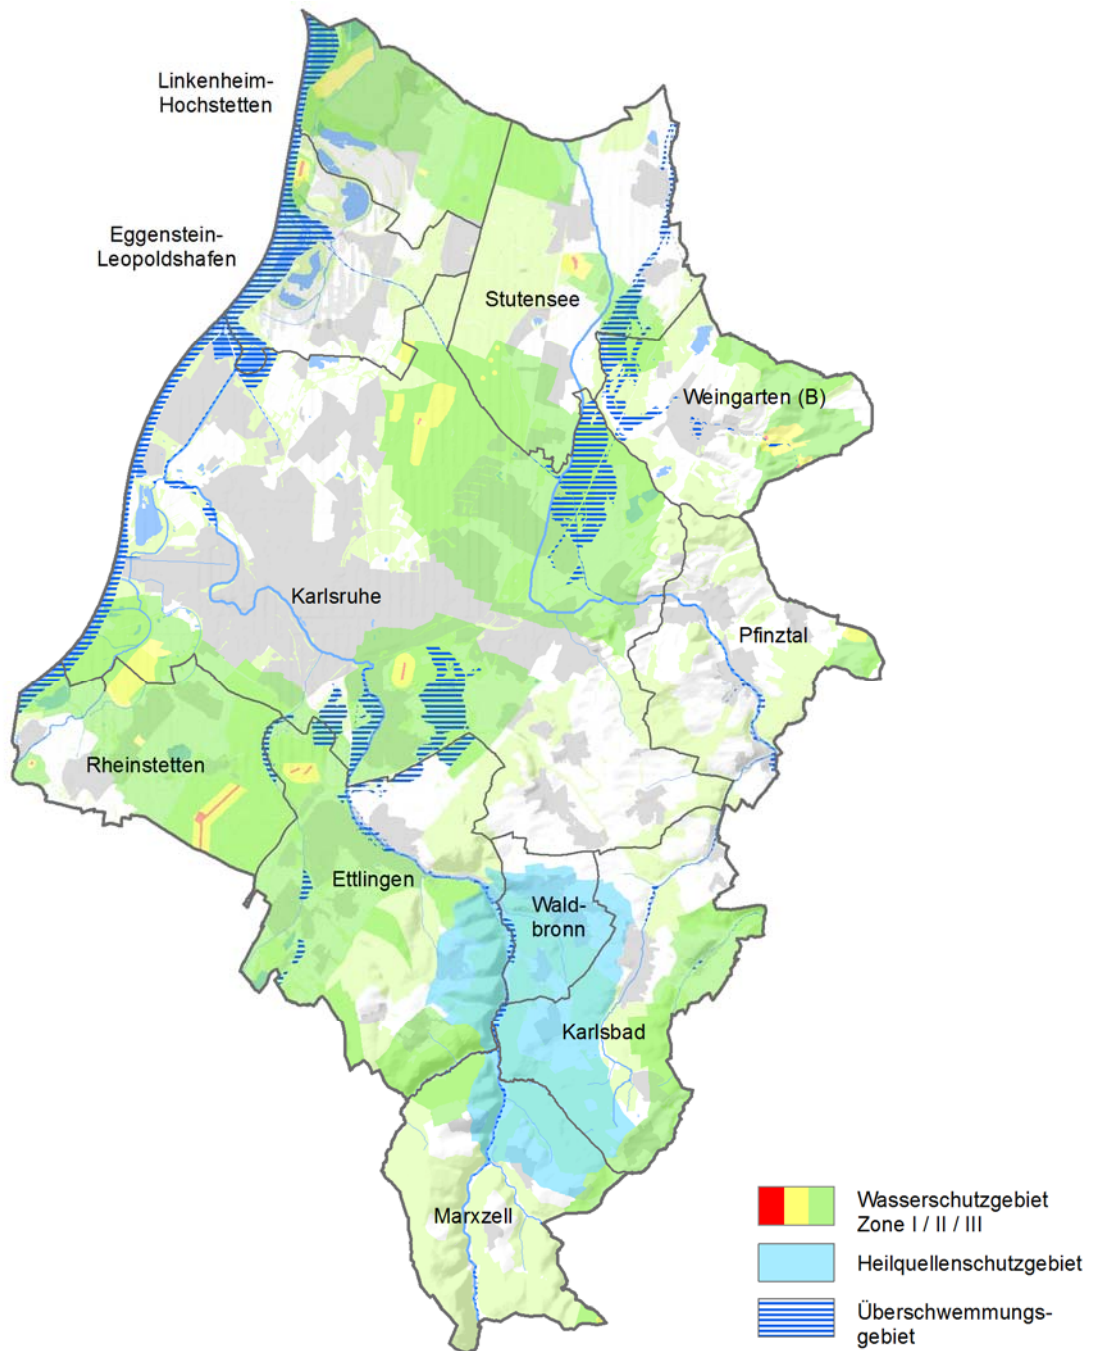 Linkenheim-
Hochstetten
Eggenstein-
Leopoldshafen
Stutensee
Weingarten (B)
Karlsruhe
Pfinztal
Rheinstetten
Ettlingen
Wald-
bronn
Karlsbad
Marxzell
Wasserschutzgebiet
Zone I / II / III
Heilquellenschutzgebiet
Überschwemmungs-
gebiet